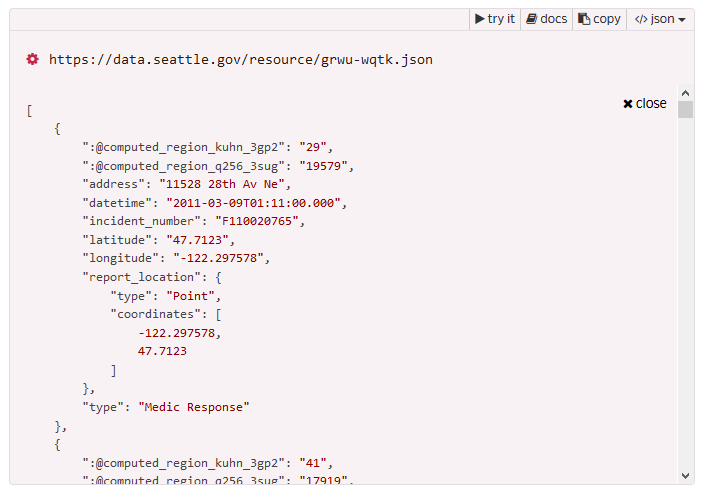 try it docs copy </> json
https://data.seattle.gov/resource/grwu-wqtk.json
close
[
{
":@computed_region_kuhn_3gp2": "29",
":@computed_region_q256_3sug": "19579",
"address": "11528 28th Av Ne",
"datetime": "2011-03-09T01:11:00.000",
"incident_number": "F110020765",
"latitude": "47.7123",
"longitude": "-122.297578",
"report_location": {
"type": "Point",
"coordinates": [
-122.297578,
47.7123
]
},
"type": "Medic Response"
},
{
":@computed_region_kuhn_3gp2": "41",
":@computed_region_q256_3sug": "17919",